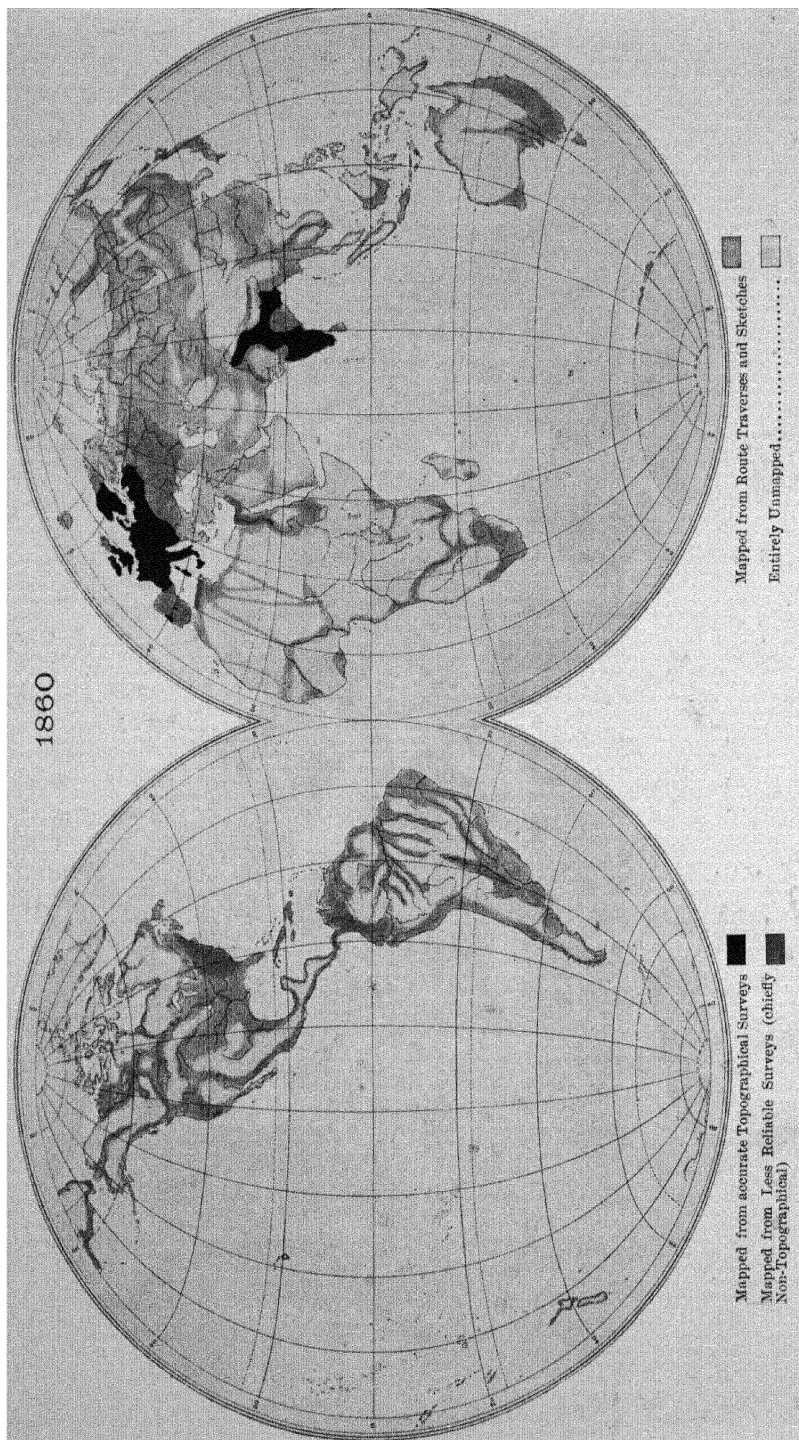 1860
Mapped from accurate Topographical Surveys
Mapped from Less Reliable Surveys (chiefly
Non-Topographical)
Mapped from Route Traverses and Sketches
Entirely Unmapped..............